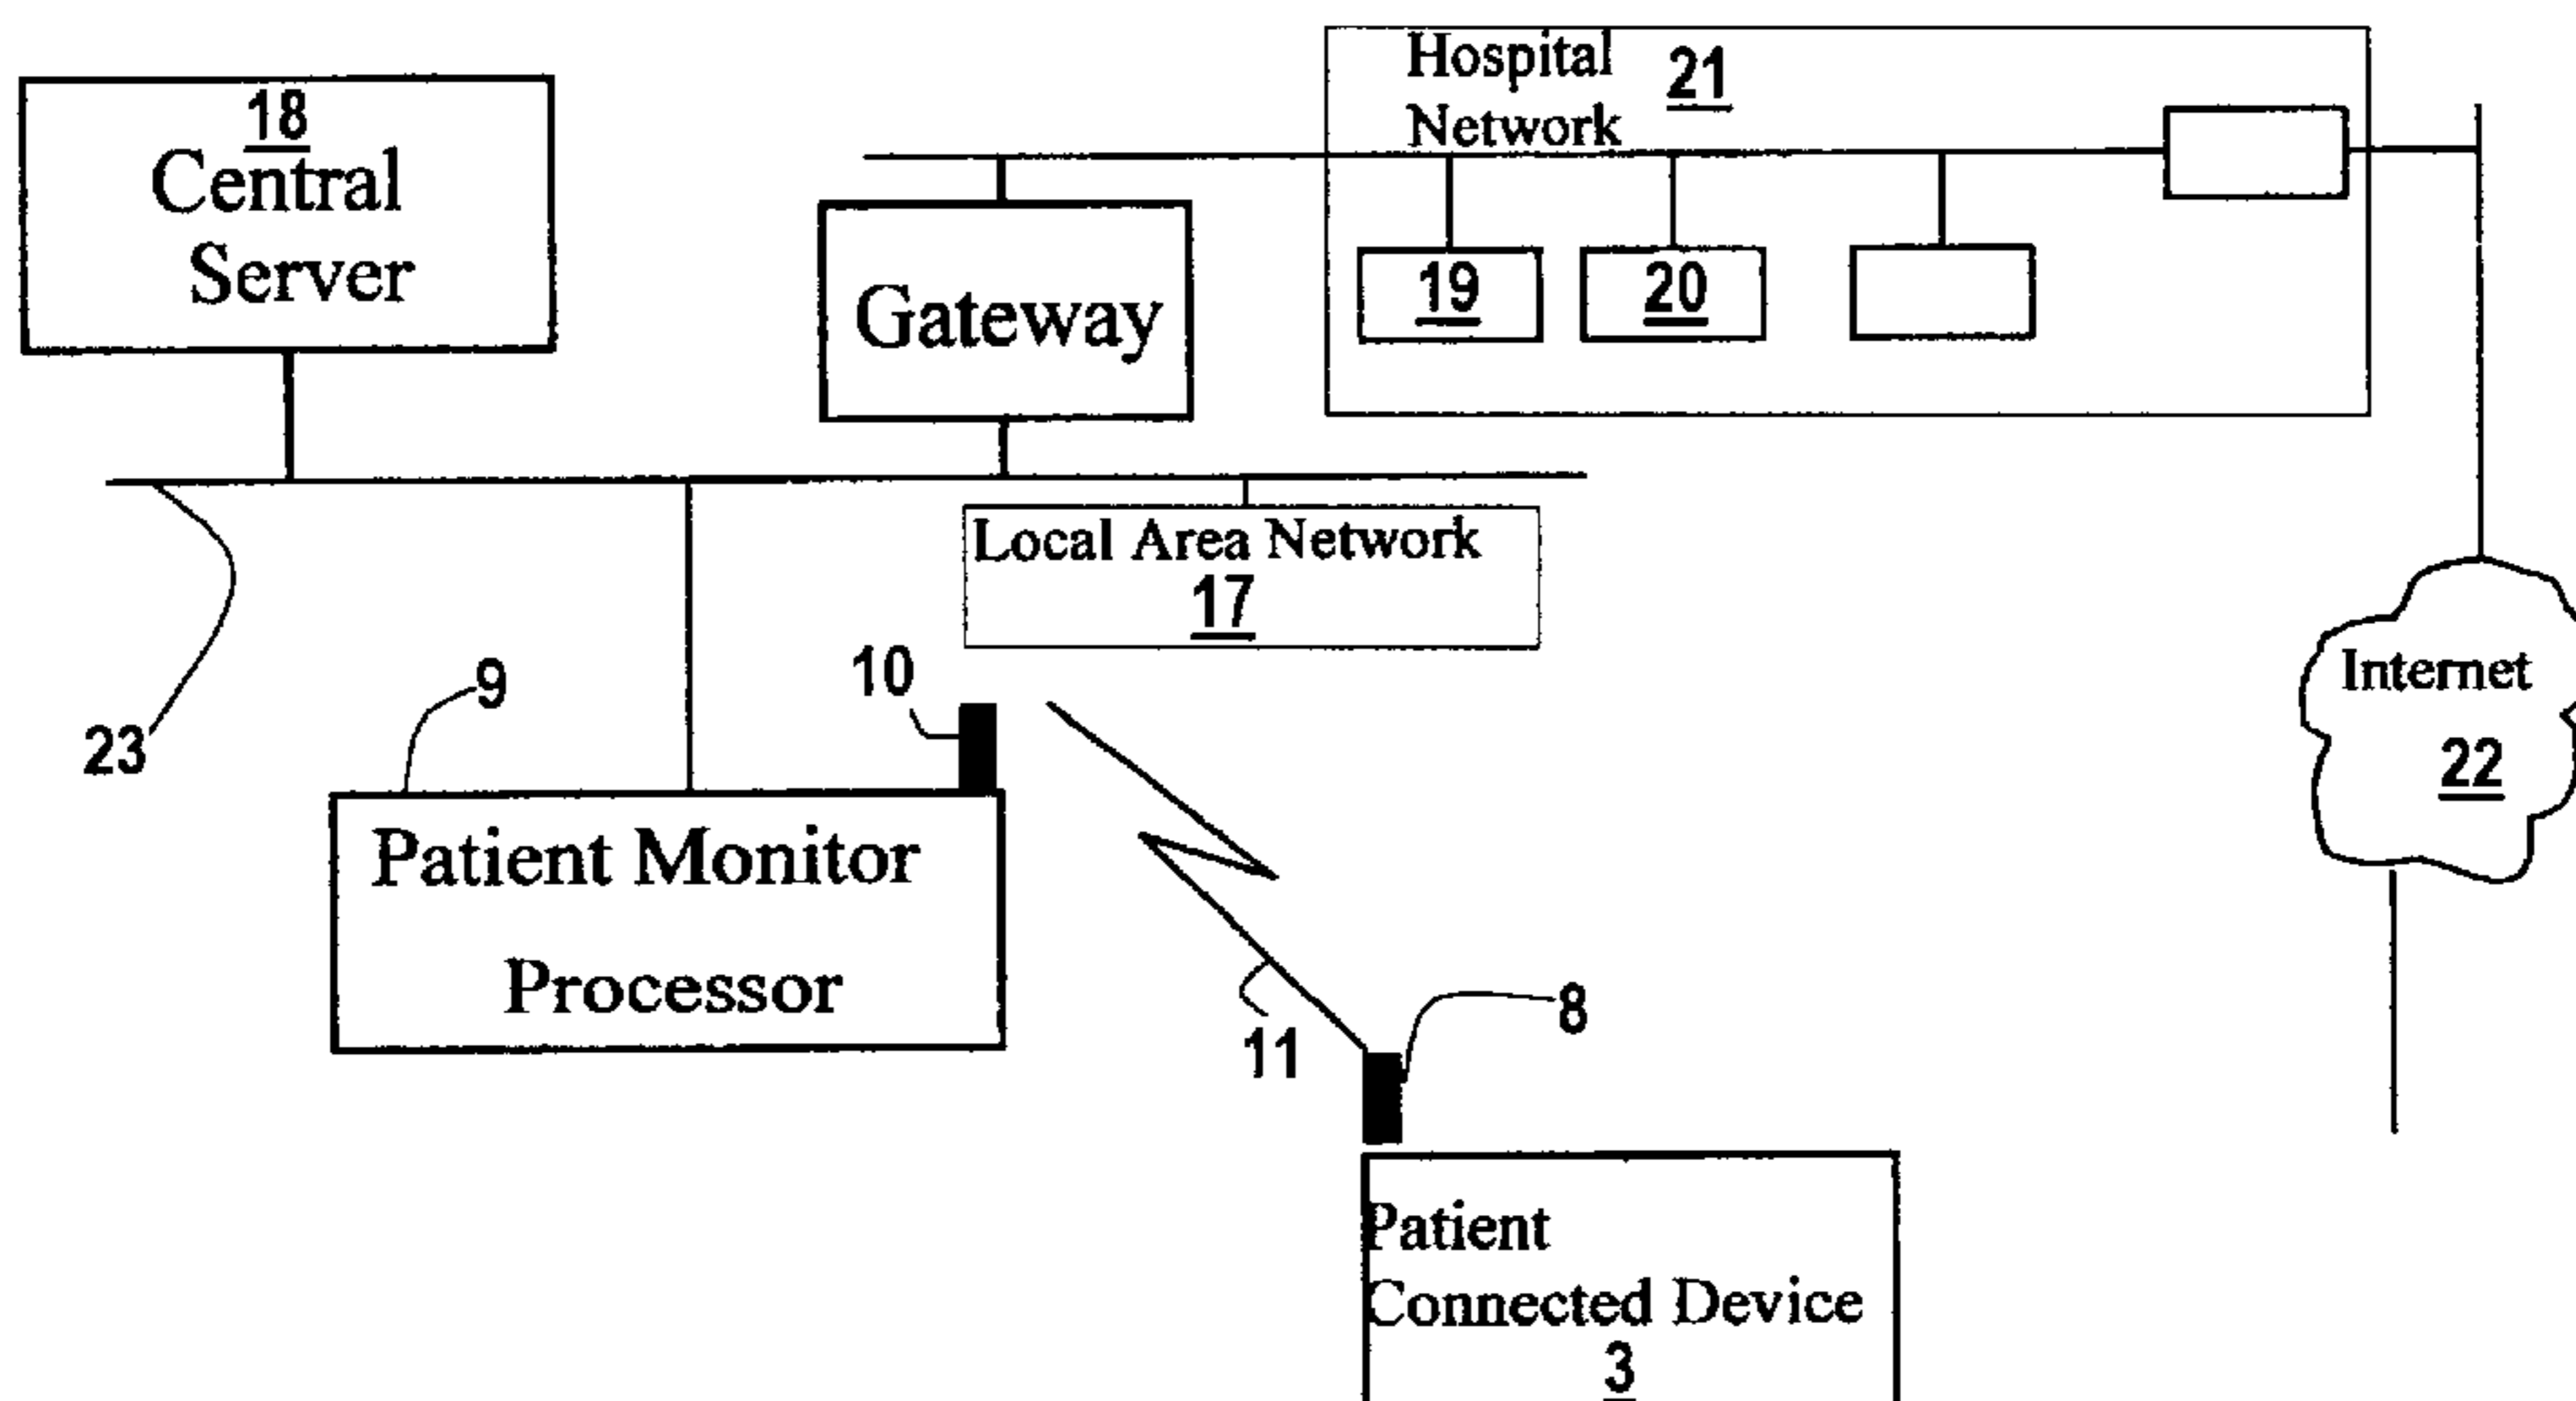 18
Central
Server
Hospital
Network
21
Gateway
19
20
Local Area Network
17
23
9
10
Internet
22
Patient Monitor
Processor
11
8
Patient
Connected Device
3